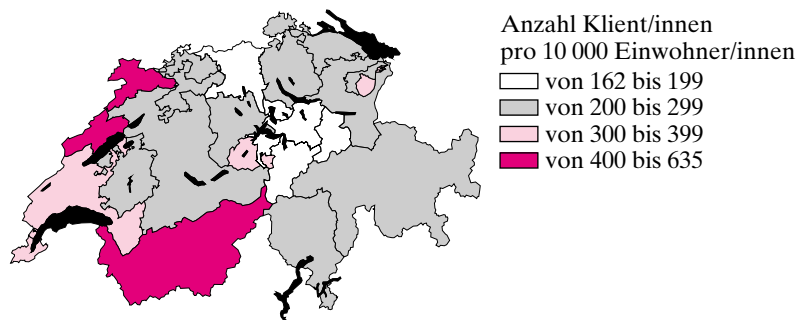 Anzahl Klient/innen
pro 10 000 Einwohner/innen
von 162 bis 199
von 200 bis 299
von 300 bis 399
von 400 bis 635